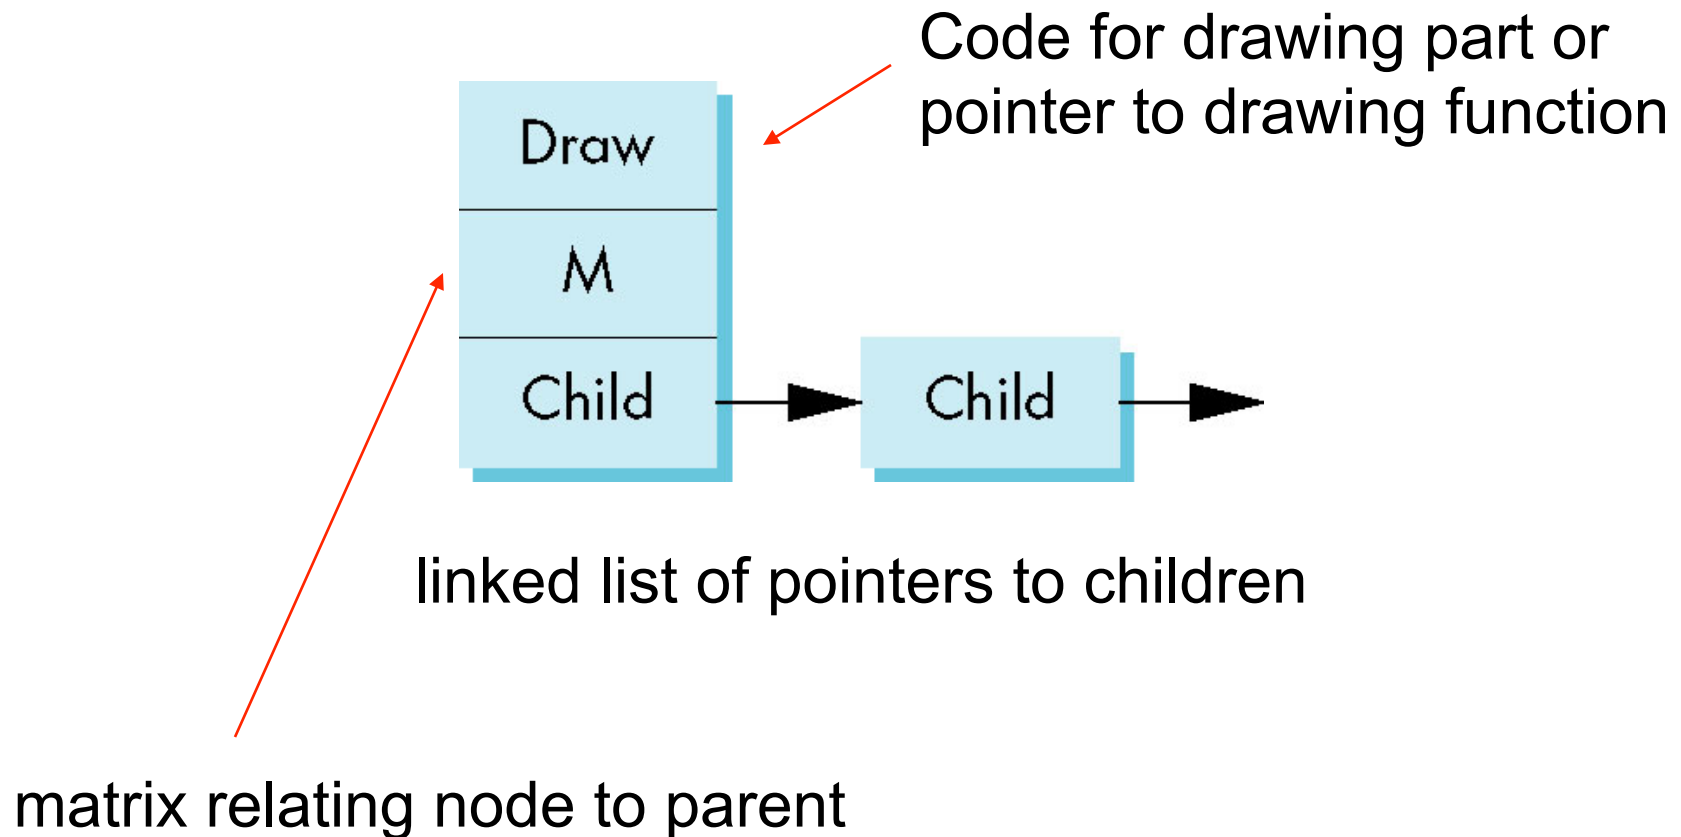 Code for drawing part or
pointer to drawing function
Draw
M
Child
Child
linked list of pointers to children
matrix relating node to parent